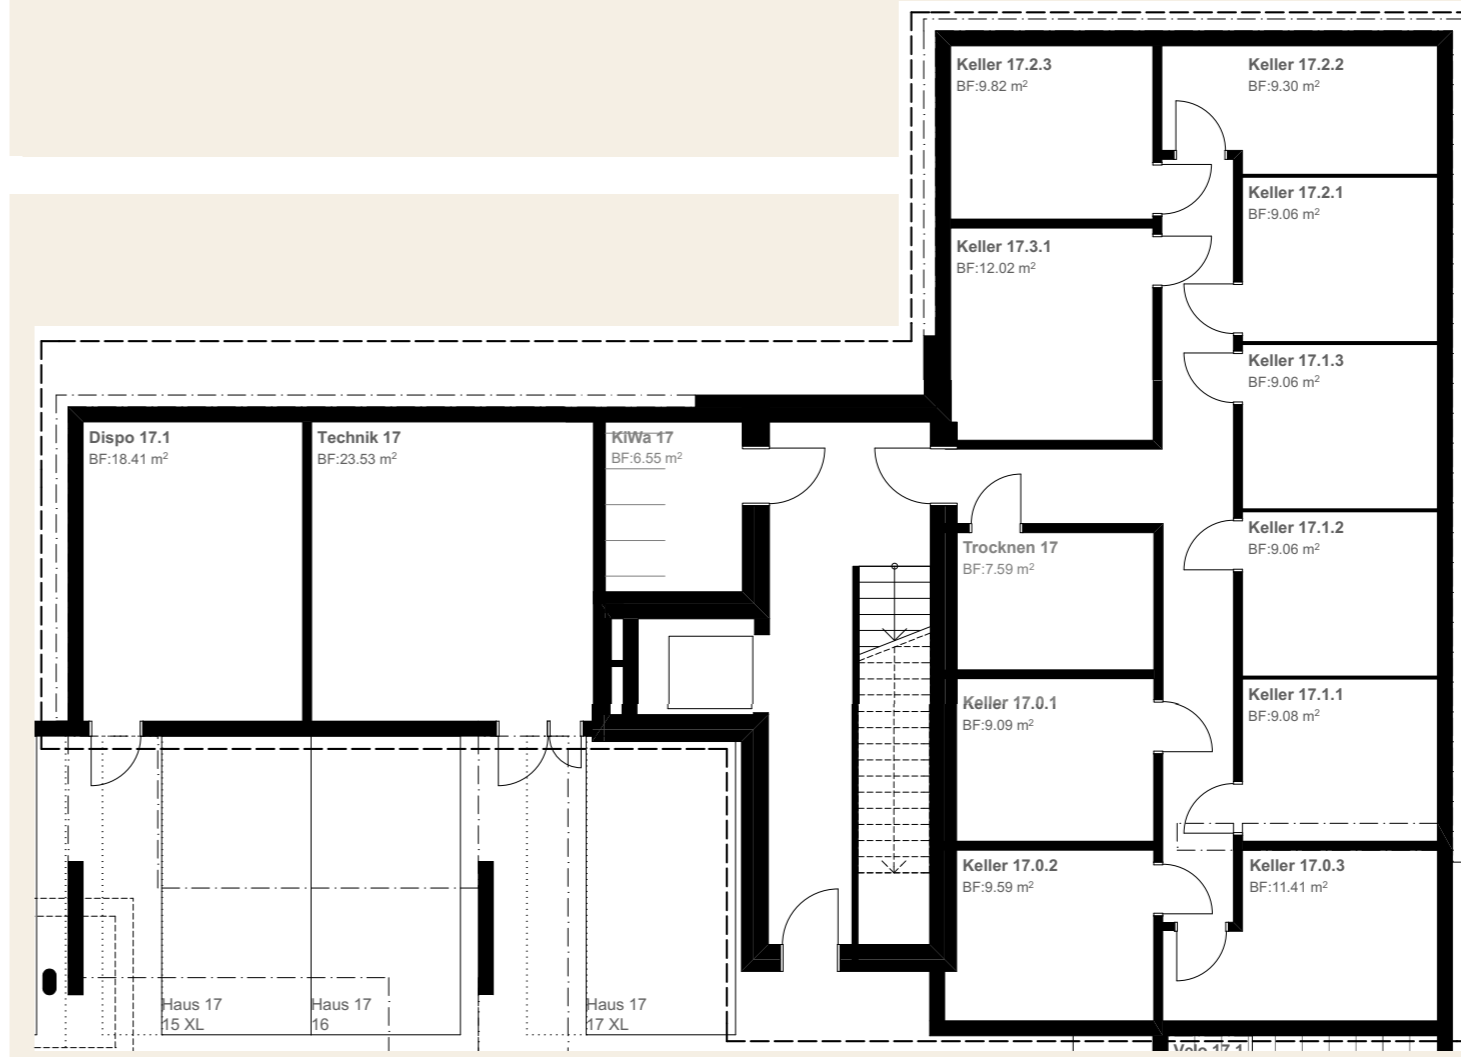 Keller 17.2.3
BF:9.82 m²
Keller 17.2.2
BF:9.30 m²
Keller 17.2.1
BF:9.06 m²
Keller 17.3.1
BF:12.02 m²
Keller 17.1.3
BF:9.06 m²
Dispo 17.1
BF:18.41 m²
Technik 17
BF:23.53 m²
KiWa 17
BF:6.55 m²
Keller 17.1.2
BF:9.06 m²
Trocknen 17
BF:7.59 m²
Keller 17.0.1
BF:9.09 m²
Keller 17.1.1
BF:9.08 m²
Keller 17.0.2
BF:9.59 m²
Keller 17.0.3
BF:11.41 m²
Haus 17
15 XL
Haus 17
16
Haus 17
17 XL
Velo 17.1